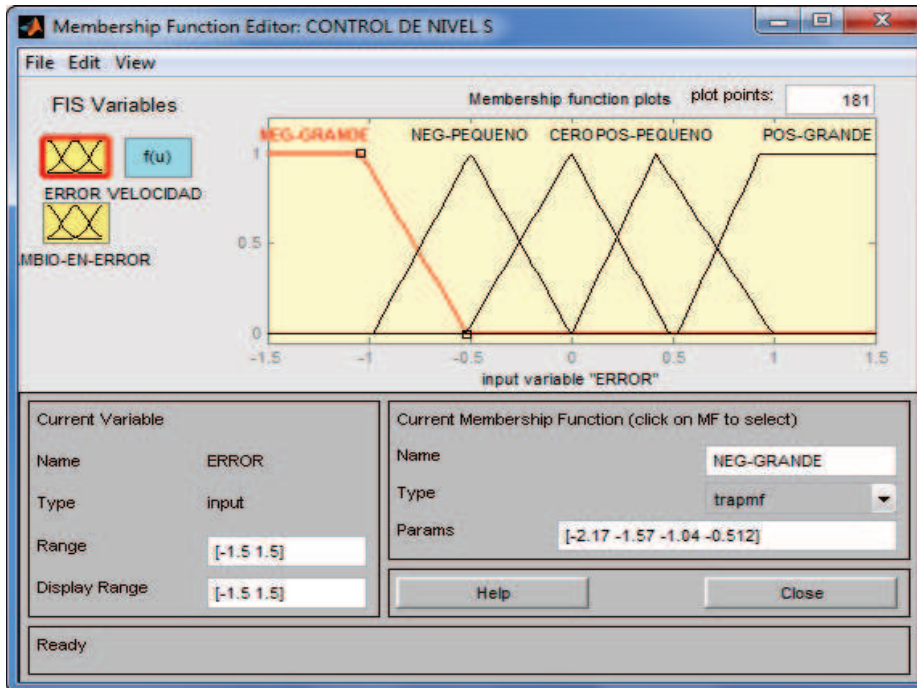 Membership Function Editor: CONTROL DE NIVEL S
File Edit View
FIS Variables
f(u)
ERROR VELOCIDAD
MBIO-EN-ERROR
Membership function plots plot points: 181
NEG-GRANDE NEG-PEQUENO CERO POS-PEQUENO POS-GRANDE
1
0.5
0
-1.5 -1 -0.5 0 0.5 1 1.5
input variable "ERROR"
Current Variable
Name ERROR
Type input
Range [-1.5 1.5]
Display Range [-1.5 1.5]
Current Membership Function (click on MF to select)
Name NEG-GRANDE
Type trapmf
Params [-2.17 -1.57 -1.04 -0.512]
Help Close
Ready